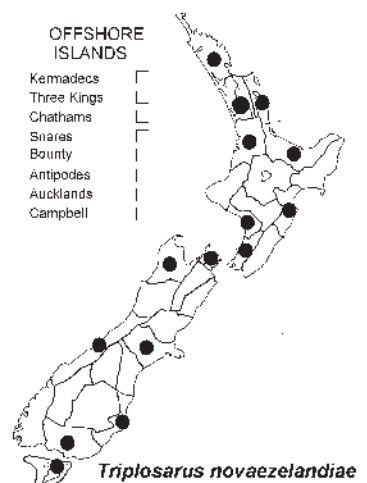 OFFSHORE
ISLANDS
Kermadecs
Three Kings
Chathams
Snares
Bounty
Antipodes
Aucklands
Campbell
Triplosarus novaezelandiae